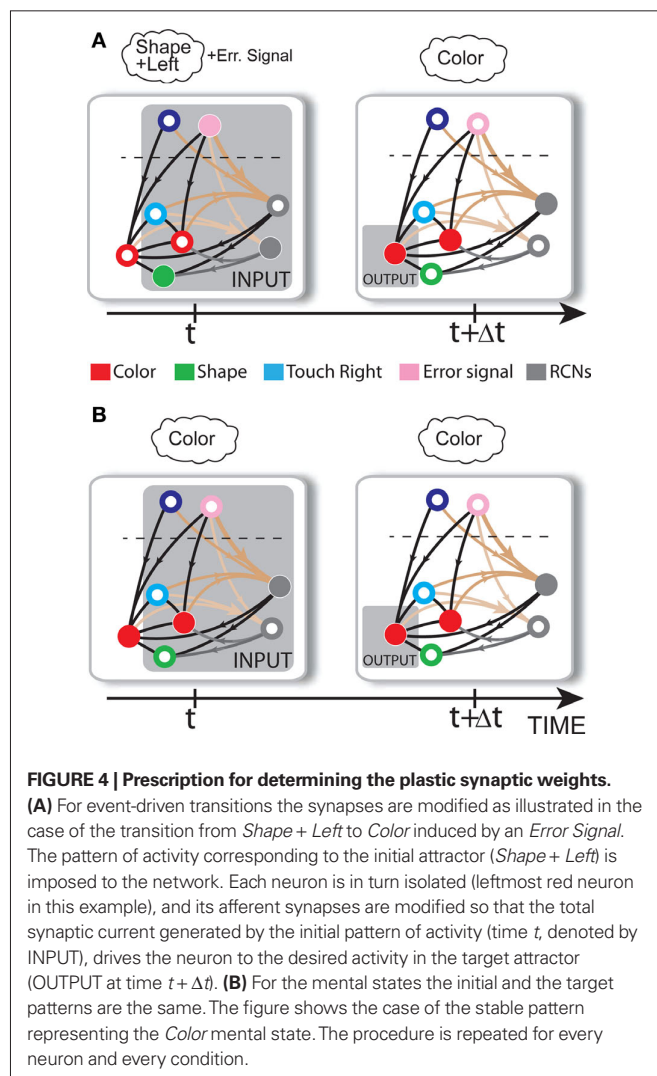 A
Shape
+Left
+Err. Signal
Color
INPUT
OUTPUT
t
t+Δt
Color
Shape
Touch Right
Error signal
RCNs
B
Color
Color
INPUT
OUTPUT
t
t+Δt
TIME
FIGURE 4 | Prescription for determining the plastic synaptic weights.
(A) For event-driven transitions the synapses are modified as illustrated in the
case of the transition from Shape + Left to Color induced by an Error Signal.
The pattern of activity corresponding to the initial attractor (Shape + Left) is
imposed to the network. Each neuron is in turn isolated (leftmost red neuron
in this example), and its afferent synapses are modified so that the total
synaptic current generated by the initial pattern of activity (time t, denoted by
INPUT), drives the neuron to the desired activity in the target attractor
(OUTPUT at time t + Δt). (B) For the mental states the initial and the target
patterns are the same. The figure shows the case of the stable pattern
representing the Color mental state. The procedure is repeated for every
neuron and every condition.